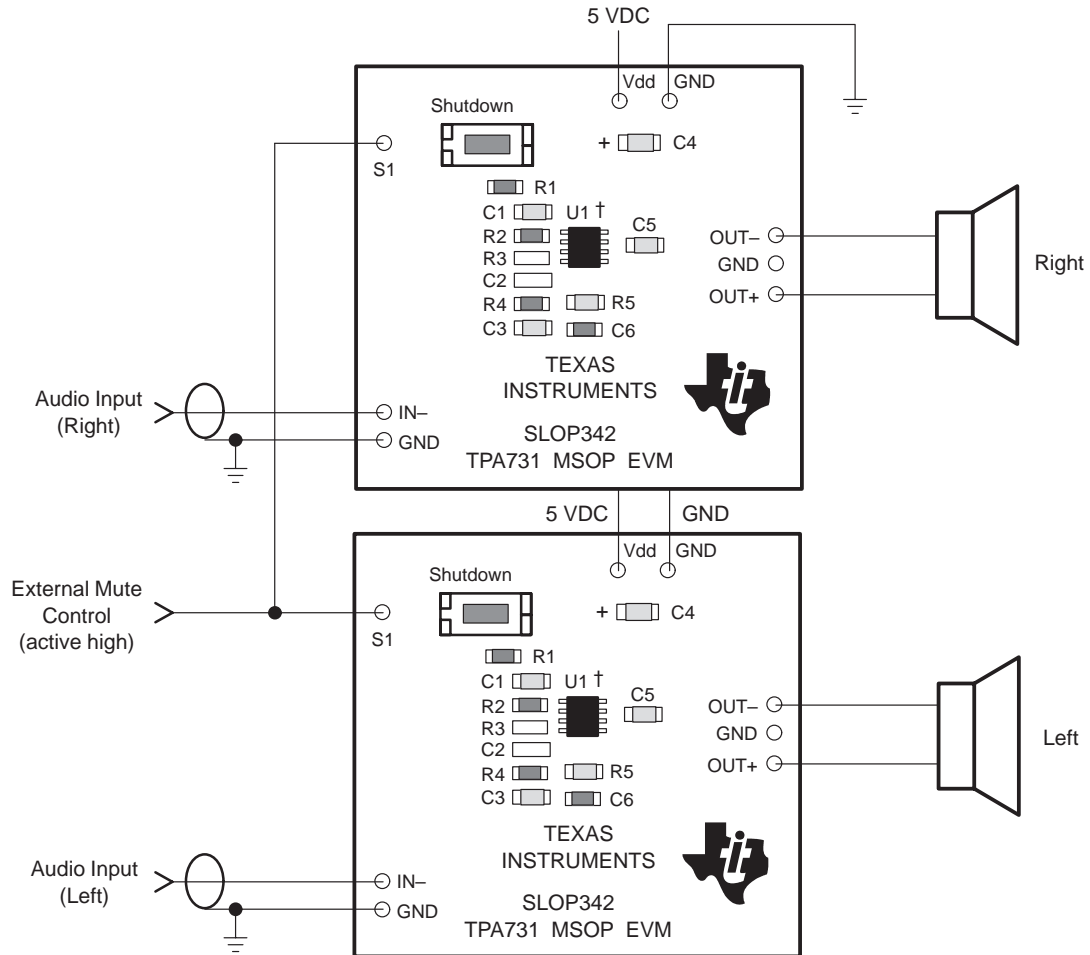 5 VDC
Vdd GND
Shutdown
+ C4
S1
R1
C1 U1 †
R2 C5
R3
C2
R4 R5
C3 C6
OUT–
GND
OUT+
Right
TEXAS
INSTRUMENTS
Audio Input
(Right)
IN–
GND
SLOP342
TPA731 MSOP EVM
5 VDC GND
Vdd GND
Shutdown
+ C4
External Mute
Control
(active high)
S1
R1
C1 U1 †
R2 C5
R3
C2
R4 R5
C3 C6
OUT–
GND
OUT+
Left
TEXAS
INSTRUMENTS
Audio Input
(Left)
IN–
GND
SLOP342
TPA731 MSOP EVM